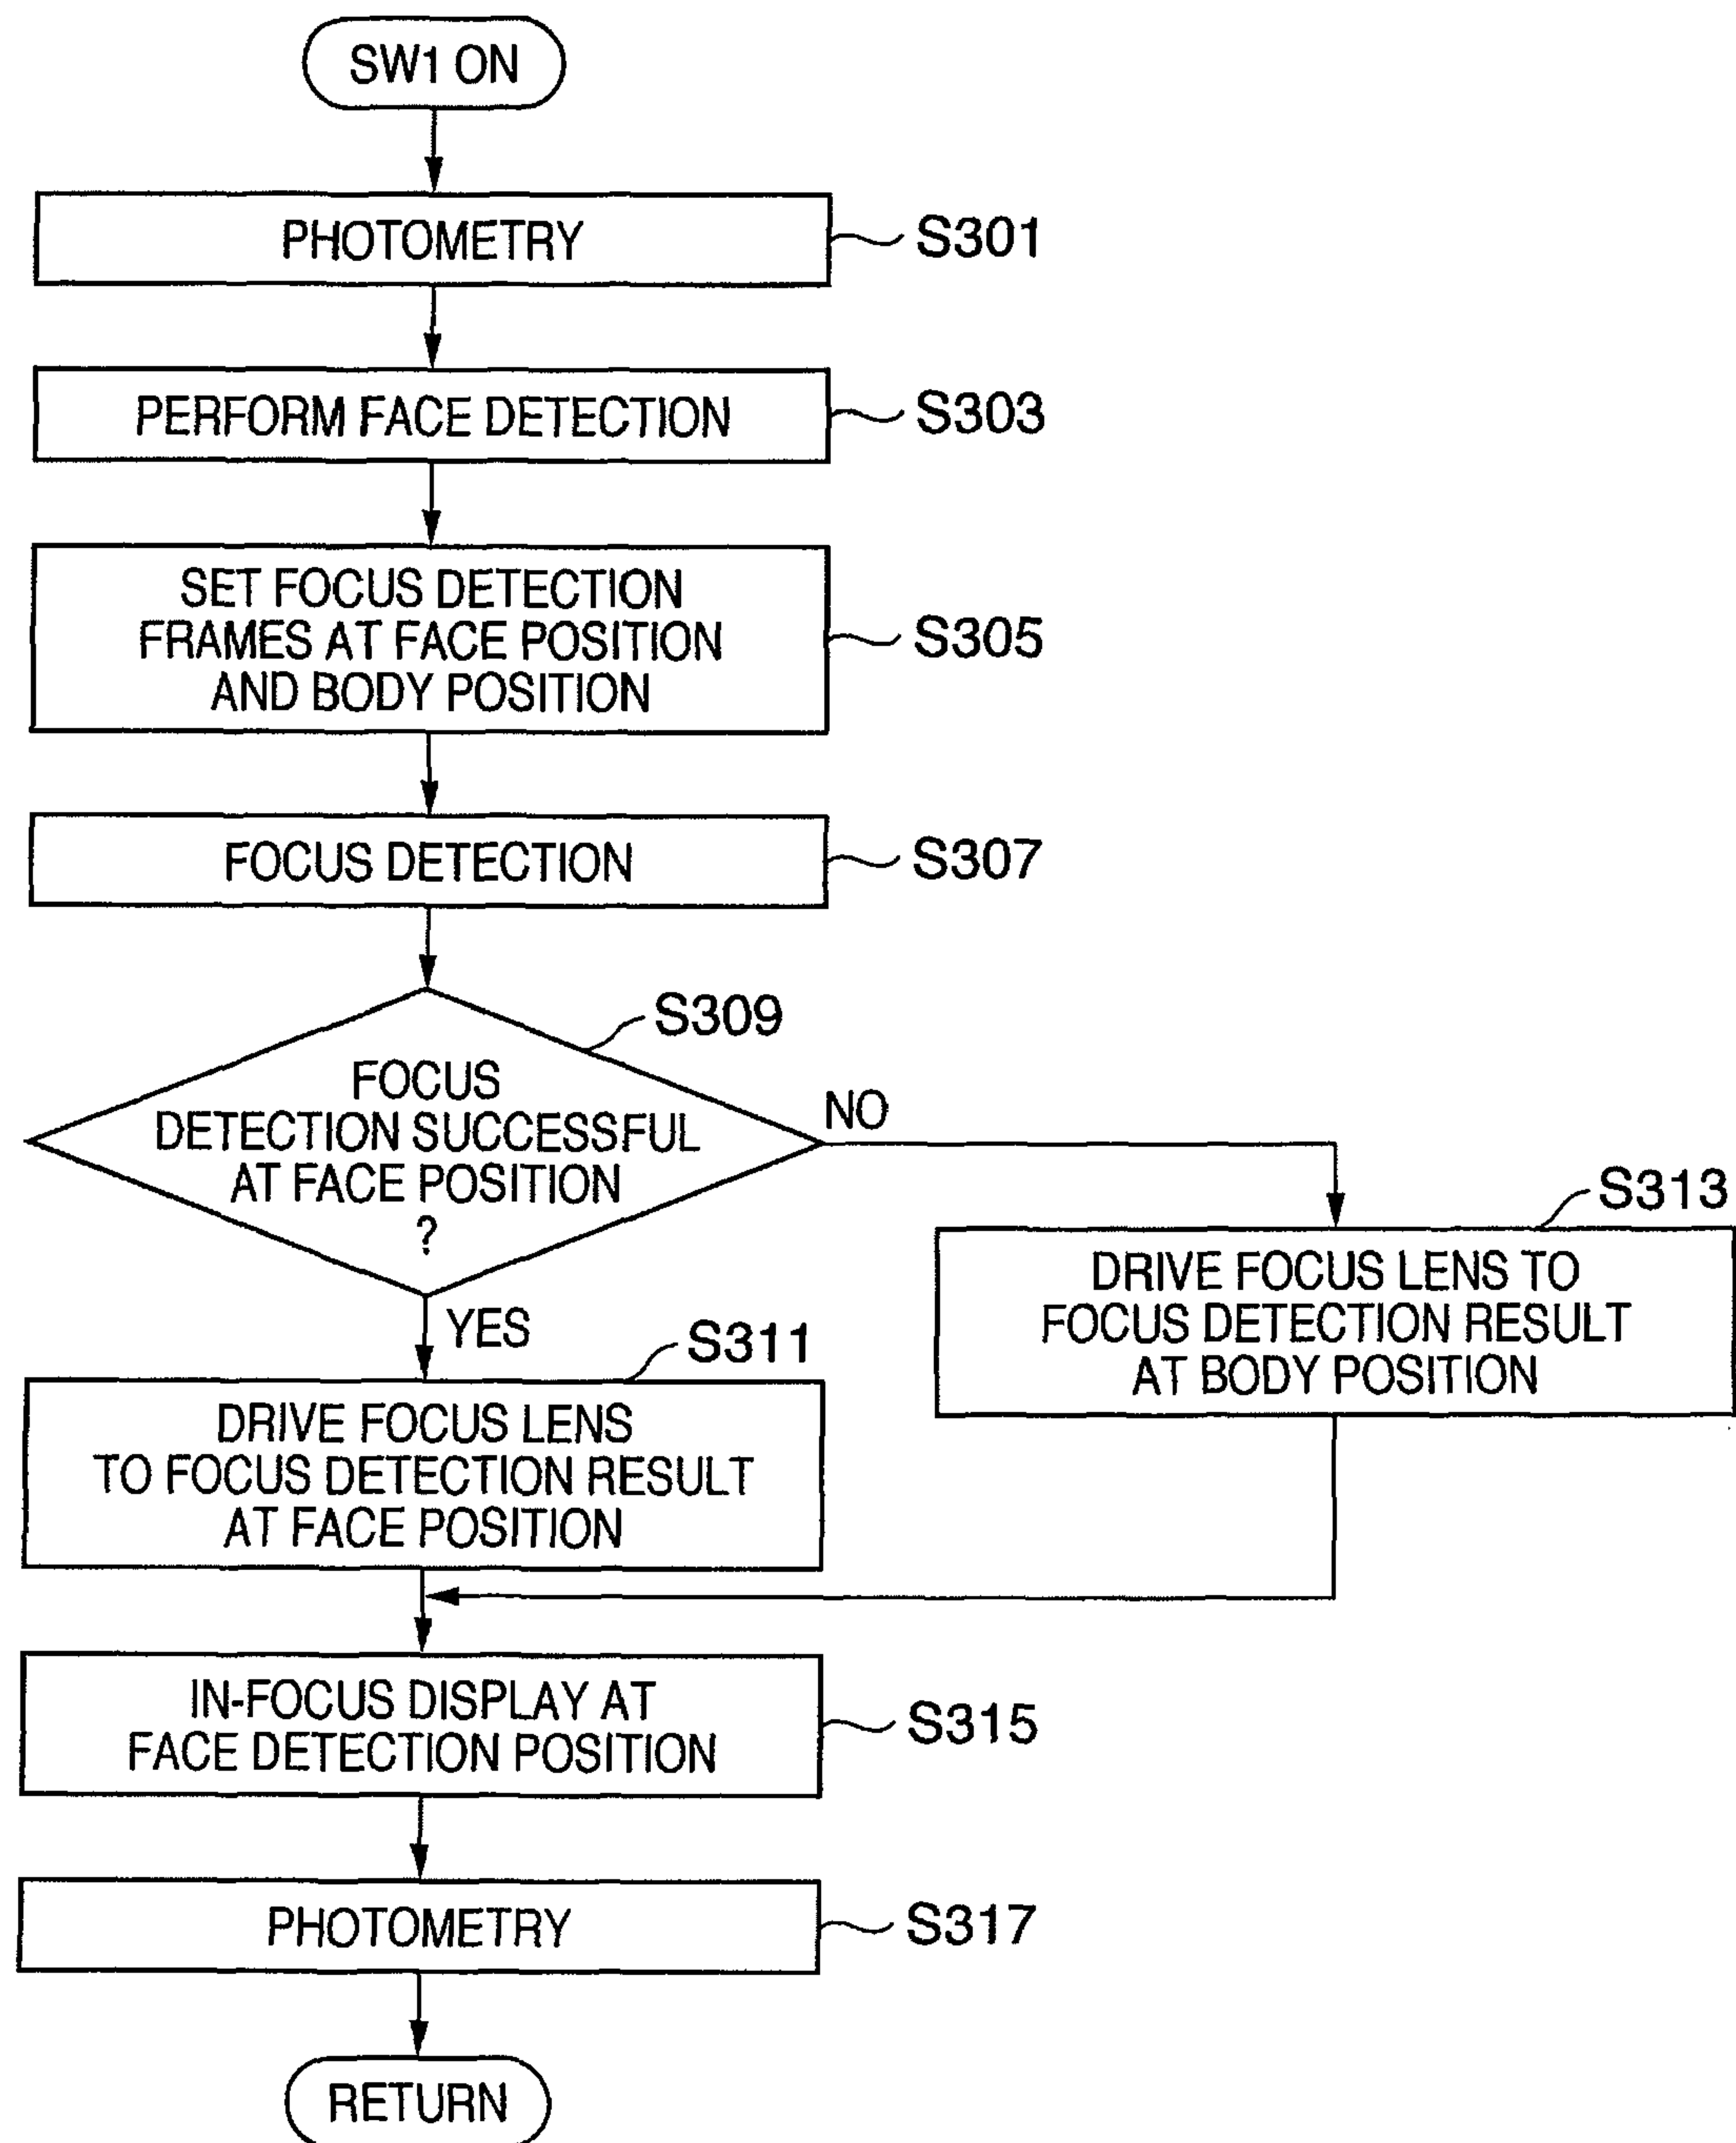 SW1 ON
PHOTOMETRY
S301
PERFORM FACE DETECTION
S303
SET FOCUS DETECTION
FRAMES AT FACE POSITION
AND BODY POSITION
S305
FOCUS DETECTION
S307
S309
FOCUS
DETECTION SUCCESSFUL
AT FACE POSITION
?
NO
YES
S313
DRIVE FOCUS LENS TO
FOCUS DETECTION RESULT
AT BODY POSITION
S311
DRIVE FOCUS LENS
TO FOCUS DETECTION RESULT
AT FACE POSITION
IN-FOCUS DISPLAY AT
FACE DETECTION POSITION
S315
PHOTOMETRY
S317
RETURN